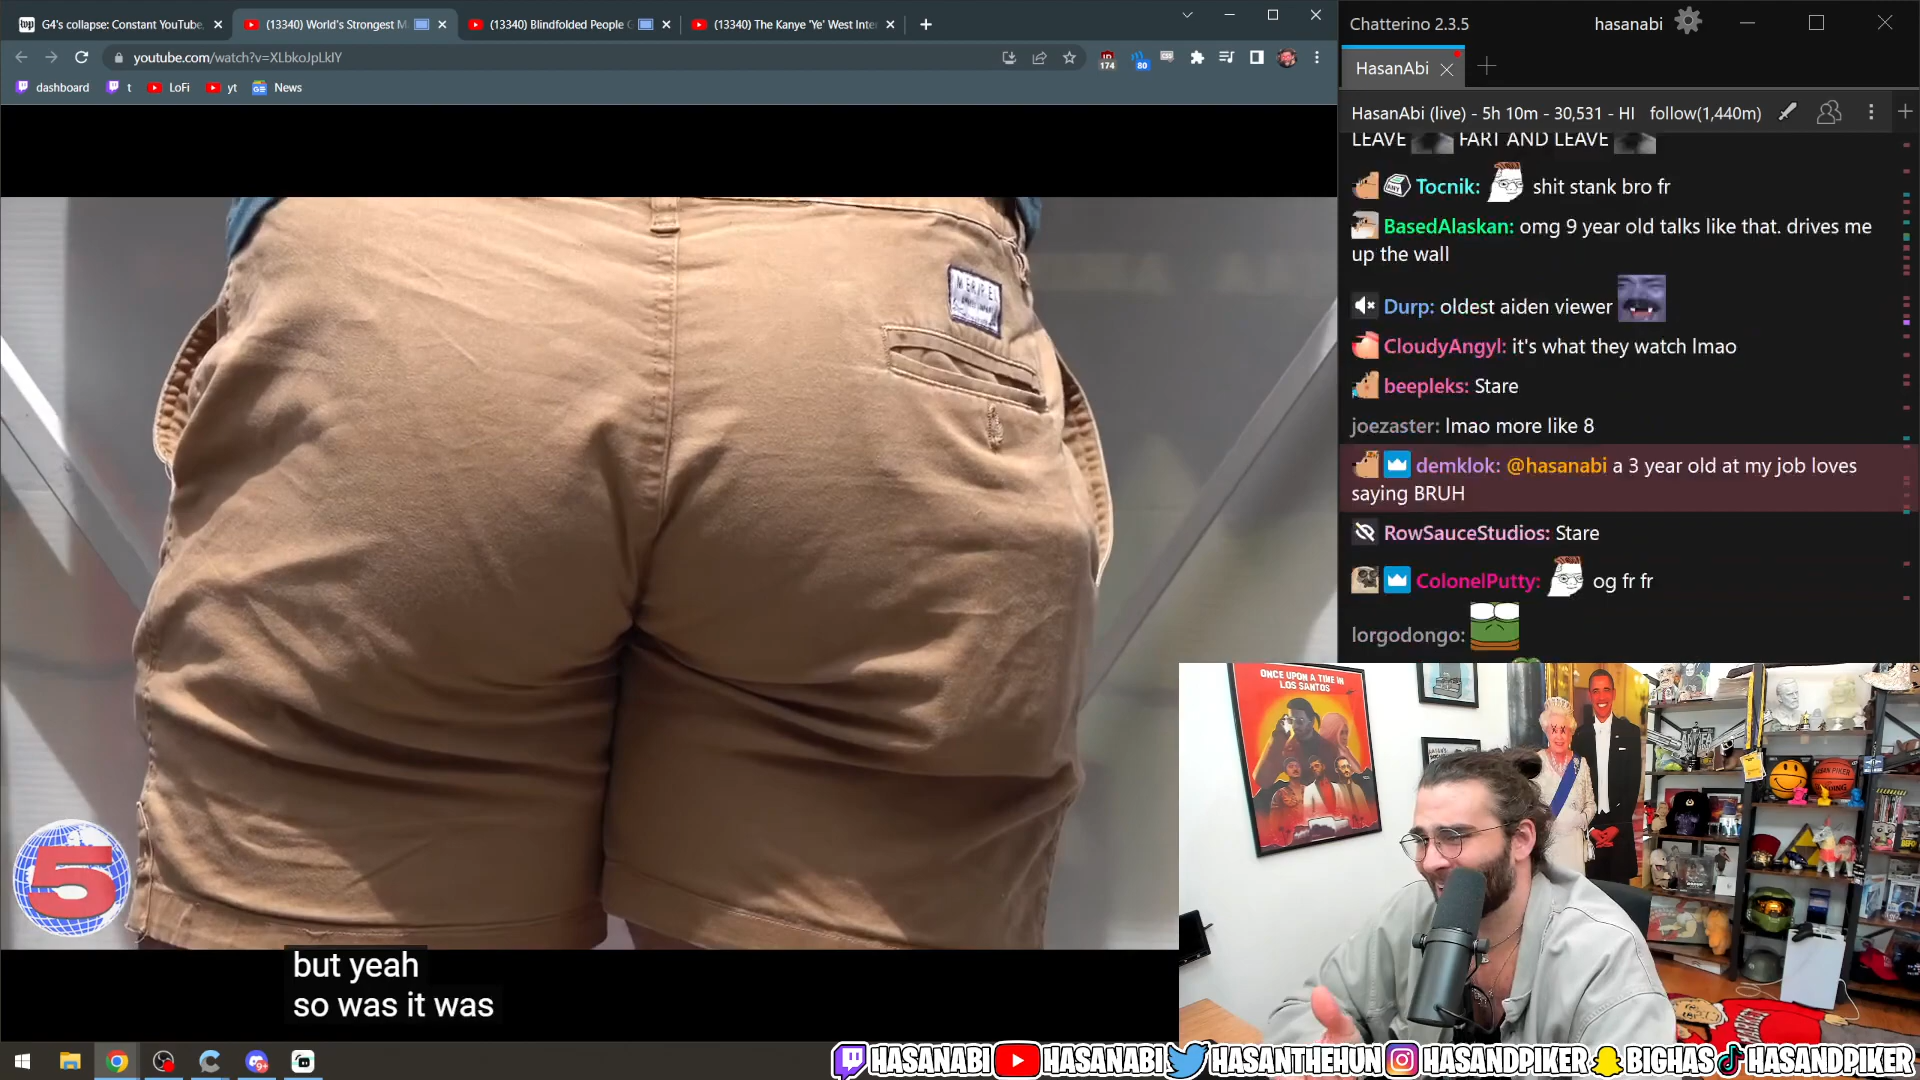 G4's collapse: Constant YouTube
(13340) World's Strongest M
(13340) Blindfolded People G
(13340) The Kanye 'Ye' West Inter
youtube.com/watch?v=XLbkoJpLkIY
174
80
dashboard
t
LoFi
yt
News
5
but yeah
so was it was
Chatterino 2.3.5
hasanabi
HasanAbi
HasanAbi (live) - 5h 10m - 30,531 - HI
follow(1,440m)
LEAVE FART AND LEAVE
Tocnik: shit stank bro fr
BasedAlaskan: omg 9 year old talks like that. drives me
up the wall
Durp: oldest aiden viewer
CloudyAngyl: it's what they watch lmao
beepleks: Stare
joezaster: lmao more like 8
demklok: @hasanabi a 3 year old at my job loves
saying BRUH
RowSauceStudios: Stare
ColonelPutty: og fr fr
lorgodongo:
ONCE UPON A TIME IN
LOS SANTOS
HASANABI
HASANABI
HASANTHEHUN
HASANDPIKER
BIGHAS
HASANDPIKER